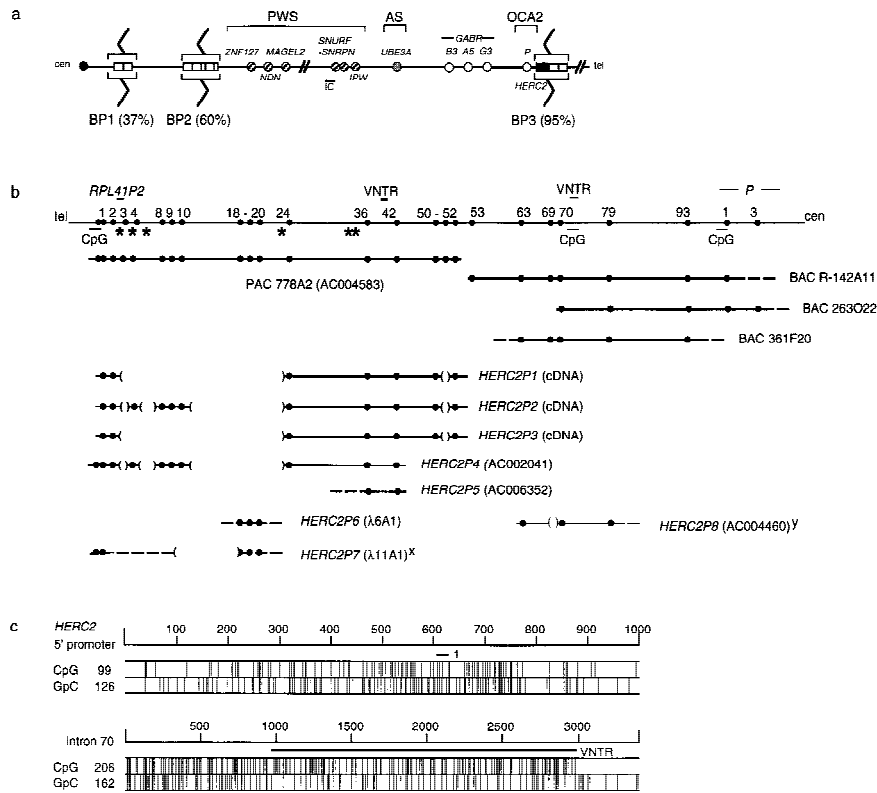 a
PWS AS OCA2
SNURF GABR
ZNF127 MAGEL2 -SNRPN UBE3A B3 A5 G3 P
cen tel
NDN IPW HERC2
IC
BP1 (37%) BP2 (60%) BP3 (95%)
b
RPL41P2 VNTR VNTR P
1 2 3 4 8 9 10 18 - 20 24 36 42 50 - 52 53 63 69 70 79 93 1 3
tel cen
CpG * * * * ** CpG CpG
PAC 778A2 (AC004583)
BAC R-142A11
BAC 263O22
BAC 361F20
HERC2P1 (cDNA)
HERC2P2 (cDNA)
HERC2P3 (cDNA)
HERC2P4 (AC002041)
HERC2P5 (AC006352)
HERC2P6 (λ6A1) HERC2P8 (AC004460)y
HERC2P7 (λ11A1)x
c
HERC2 100 200 300 400 500 600 700 800 900 1000
5' promoter
1
CpG 99
GpC 126
500 1000 1500 2000 2500 3000
Intron 70
VNTR
CpG 206
GpC 162